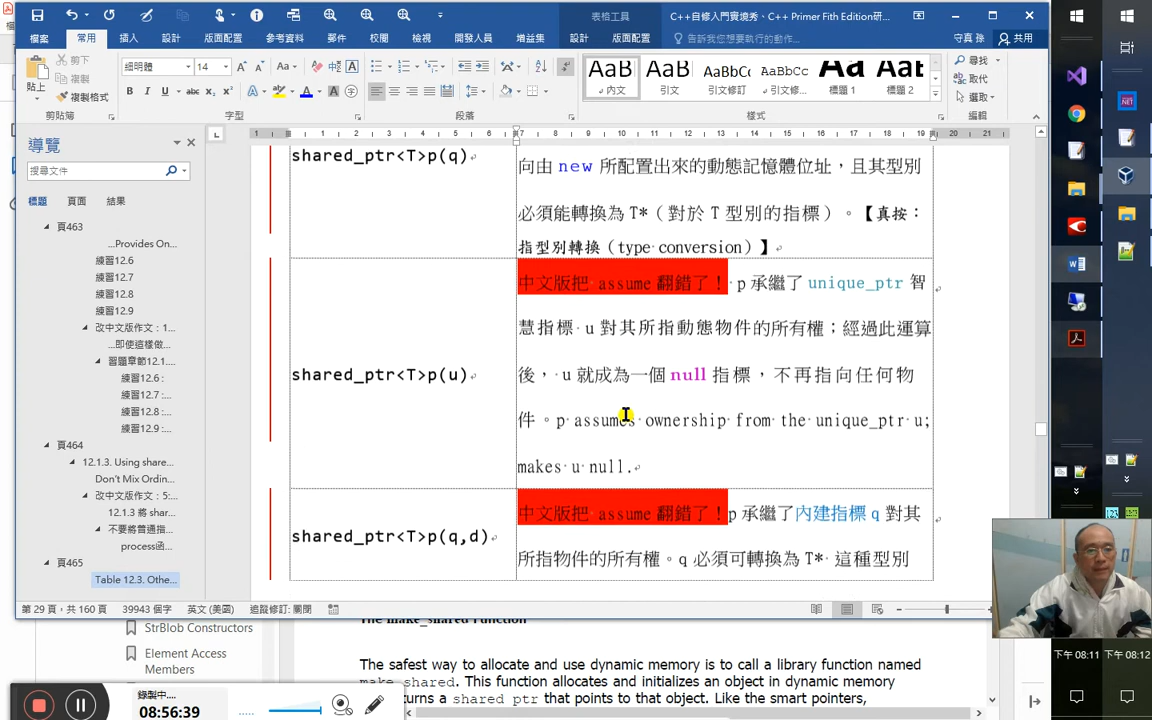 表格工具
C++自修入門實境秀、C++ Primer Fith Edition研...
檔案
常用
插入
設計
版面配置
參考資料
郵件
校閱
檢視
開發人員
增益集
設計
版面配置
告訴我您想要執行的動作...
守真 孫
共用
貼上
剪下
複製
複製格式
細明體
14
AaBb
AaBb
AaBbCc
AaBbCc
AaBb
AaBb
內文
引文
引文修訂
引文修...
標題 1
標題 2
尋找
取代
選取
剪貼簿
字型
段落
樣式
編輯
導覽
搜尋文件
標題
頁面
結果
頁463
...Provides On...
練習12.6
練習12.7
練習12.8
練習12.9
改中文版作文:1...
...即使這樣做...
習題章節12.1...
練習12.6 :
練習12.7 :
練習12.8 :
練習12.9 :
頁464
12.1.3. Using share...
Don't Mix Ordin...
改中文版作文:5:...
12.1.3 將 shar...
不要將普通指...
process函...
頁465
Table 12.3. Othe...
shared_ptr<T>p(q)
向由 new 所配置出來的動態記憶體位址,且其型別
必須能轉換為 T*(對於 T 型別的指標)。【真按:
指型別轉換(type conversion)】
shared_ptr<T>p(u)
中文版把 assume 翻錯了! p 承繼了 unique_ptr 智
慧指標 u 對其所指動態物件的所有權;經過此運算
後, u 就成為一個 null 指標,不再指向任何物
件。p assumes ownership from the unique_ptr u;
makes u null.
shared_ptr<T>p(q,d)
中文版把 assume 翻錯了!p 承繼了內建指標 q 對其
所指物件的所有權。q 必須可轉換為 T* 這種型別
第 29 頁,共 160 頁
39943 個字
英文 (美國)
追蹤修訂: 關閉
StrBlob Constructors
Element Access
Members
The make_shared Function
The safest way to allocate and use dynamic memory is to call a library function named
make_shared. This function allocates and initializes an object in dynamic memory
turns a shared_ptr that points to that object. Like the smart pointers,
錄製中....
08:56:39
下午 08:11
下午 08:12